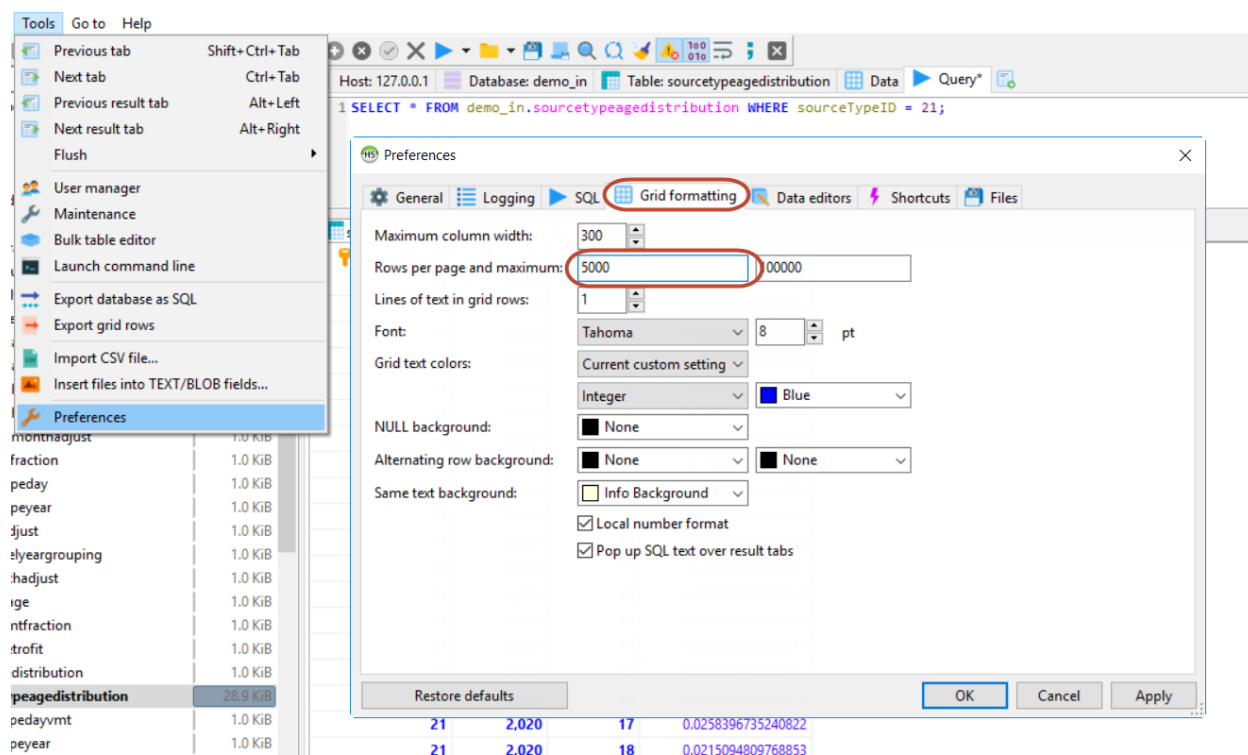 Tools Go to Help
Previous tab Shift+Ctrl+Tab
Next tab Ctrl+Tab
Previous result tab Alt+Left
Next result tab Alt+Right
Flush
User manager
Maintenance
Bulk table editor
Launch command line
Export database as SQL
Export grid rows
Import CSV file...
Insert files into TEXT/BLOB fields...
Preferences
Host: 127.0.0.1 Database: demo_in Table: sourcetypeagedistribution Data Query*
1 SELECT * FROM demo_in.sourcetypeagedistribution WHERE sourceTypeID = 21;
HS Preferences
General Logging SQL Grid formatting Data editors Shortcuts Files
Maximum column width: 300
Rows per page and maximum: 5000 100000
Lines of text in grid rows: 1
Font: Tahoma 8 pt
Grid text colors: Current custom setting
Integer Blue
NULL background: None
Alternating row background: None None
Same text background: Info Background
Local number format
Pop up SQL text over result tabs
Restore defaults OK Cancel Apply
monthadjust 1.0 KiB
fraction 1.0 KiB
peday 1.0 KiB
peyear 1.0 KiB
djust 1.0 KiB
elyeargrouping 1.0 KiB
thadjust 1.0 KiB
age 1.0 KiB
ntfraction 1.0 KiB
trofit 1.0 KiB
distribution 1.0 KiB
ypeagedistribution 28.9 KiB
pedayvmt 1.0 KiB
peyear 1.0 KiB
21 2,020 17 0.0258396735240822
21 2,020 18 0.0215094809768853